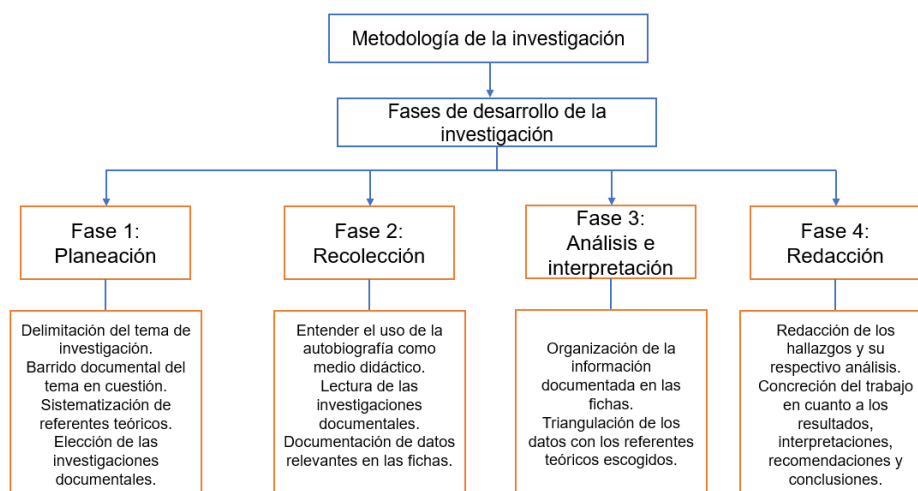 Metodología de la investigación
Fases de desarrollo de la
investigación
Fase 1:
Planeación
Fase 2:
Recolección
Fase 3:
Análisis e
interpretación
Fase 4:
Redacción
Delimitación del tema de
investigación.
Barrido documental del
tema en cuestión.
Sistematización de
referentes teóricos.
Elección de las
investigaciones
documentales.
Entender el uso de la
autobiografía como
medio didáctico.
Lectura de las
investigaciones
documentales.
Documentación de datos
relevantes en las fichas.
Organización de la
información
documentada en las
fichas.
Triangulación de los
datos con los referentes
teóricos escogidos.
Redacción de los
hallazgos y su
respectivo análisis.
Concreción del trabajo
en cuanto a los
resultados,
interpretaciones,
recomendaciones y
conclusiones.